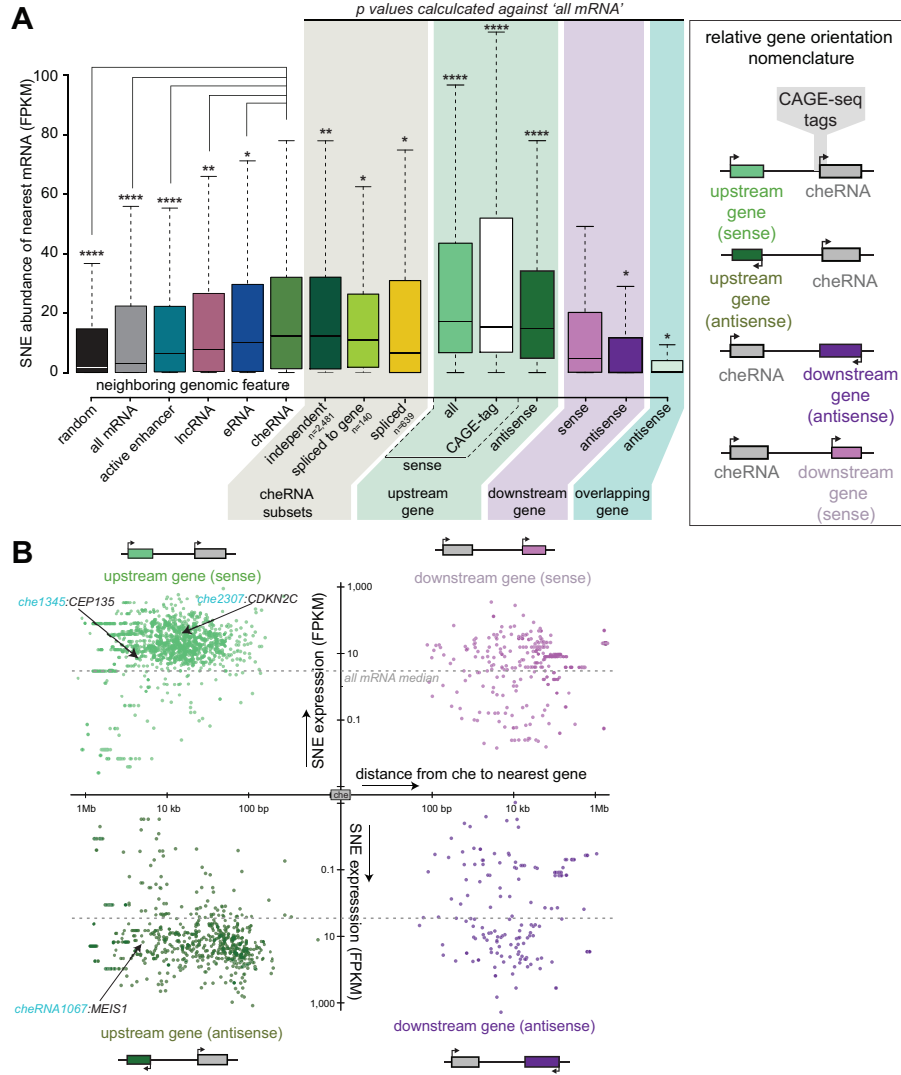 A
p values calculcated against ‘all mRNA’
SNE abundance of nearest mRNA (FPKM)
100
80
60
40
20
0
****
****
****
**
*
**
*
*
****
****
****
*
*
neighboring genomic feature
random
all mRNA
active enhancer
lncRNA
eRNA
cheRNA
independent
n=2,481
spliced to gene
n=140
spliced
n=639
all
CAGE-tag
sense
antisense
sense
antisense
antisense
cheRNA
subsets
upstream
gene
downstream
gene
overlapping
gene
relative gene orientation
nomenclature
CAGE-seq
tags
upstream
gene
(sense)
cheRNA
upstream
gene
(antisense)
cheRNA
cheRNA
downstream
gene
(antisense)
cheRNA
downstream
gene
(sense)
B
upstream gene (sense)
downstream gene (sense)
che1345:CEP135
che2307:CDKN2C
1,000
10
0.1
all mRNA median
SNE expresssion (FPKM)
distance from che to nearest gene
che
1Mb
10 kb
100 bp
100 bp
10 kb
1Mb
SNE expresssion (FPKM)
0.1
10
1,000
cheRNA1067:MEIS1
upstream gene (antisense)
downstream gene (antisense)